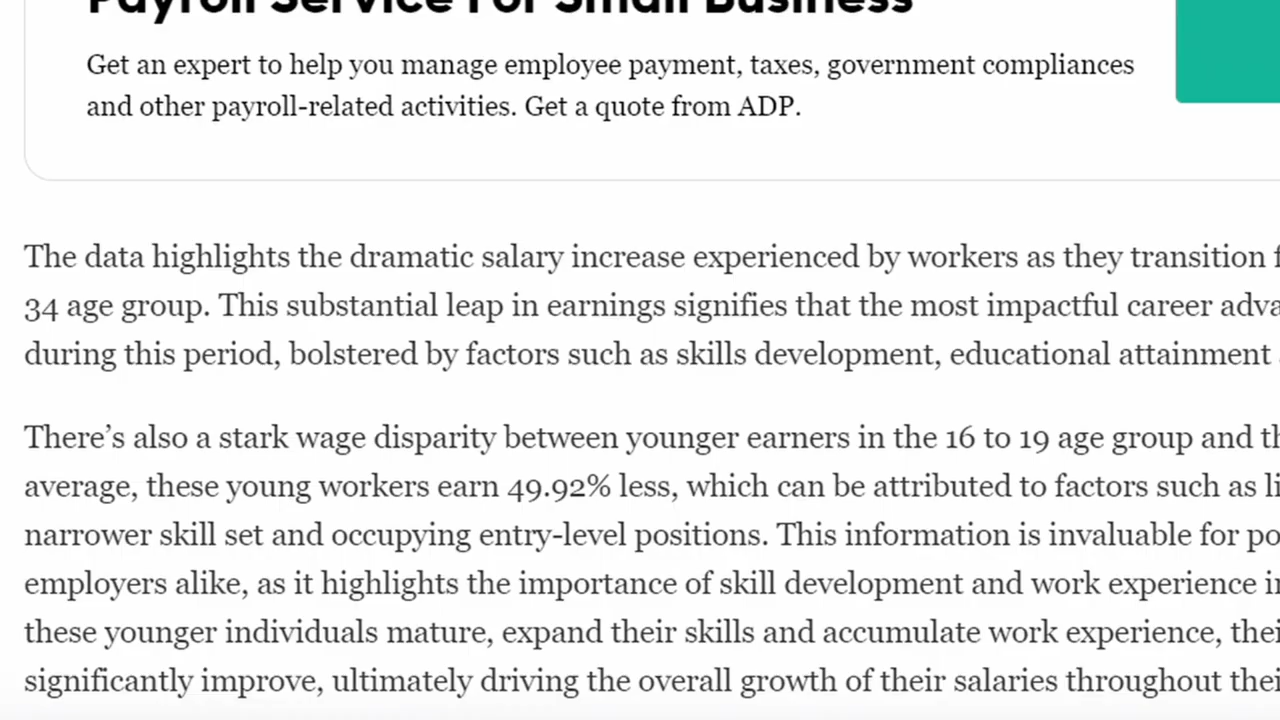 Payroll Service For Small Business
Get an expert to help you manage employee payment, taxes, government compliances
and other payroll-related activities. Get a quote from ADP.
The data highlights the dramatic salary increase experienced by workers as they transition
34 age group. This substantial leap in earnings signifies that the most impactful career
during this period, bolstered by factors such as skills development, educational attainment
There’s also a stark wage disparity between younger earners in the 16 to 19 age group and
average, these young workers earn 49.92% less, which can be attributed to factors such as
narrower skill set and occupying entry-level positions. This information is invaluable for
employers alike, as it highlights the importance of skill development and work experience
these younger individuals mature, expand their skills and accumulate work experience,
significantly improve, ultimately driving the overall growth of their salaries throughout